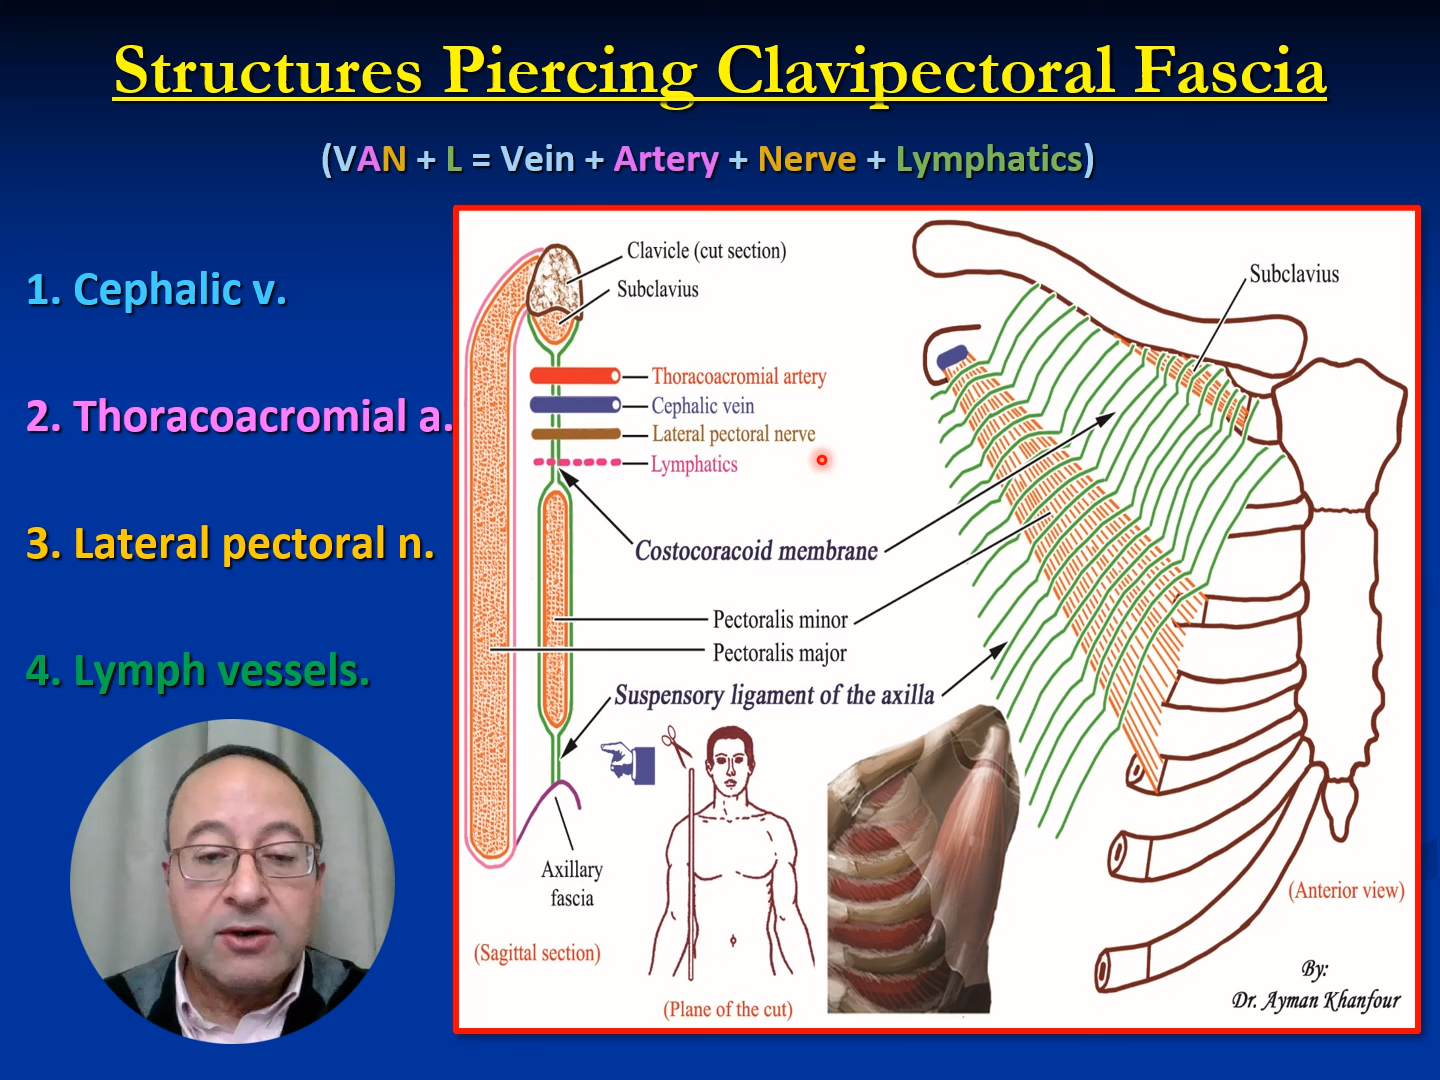 Structures Piercing Clavipectoral Fascia
(VAN + L = Vein + Artery + Nerve + Lymphatics)
1. Cephalic v.
2. Thoracoacromial a.
3. Lateral pectoral n.
4. Lymph vessels.
Clavicle (cut section)
Subclavius
Thoracoacromial artery
Cephalic vein
Lateral pectoral nerve
Lymphatics
Costocoracoid membrane
Pectoralis minor
Pectoralis major
Suspensory ligament of the axilla
Axillary
fascia
(Sagittal section)
(Plane of the cut)
Subclavius
(Anterior view)
By:
Dr. Ayman Khanfour